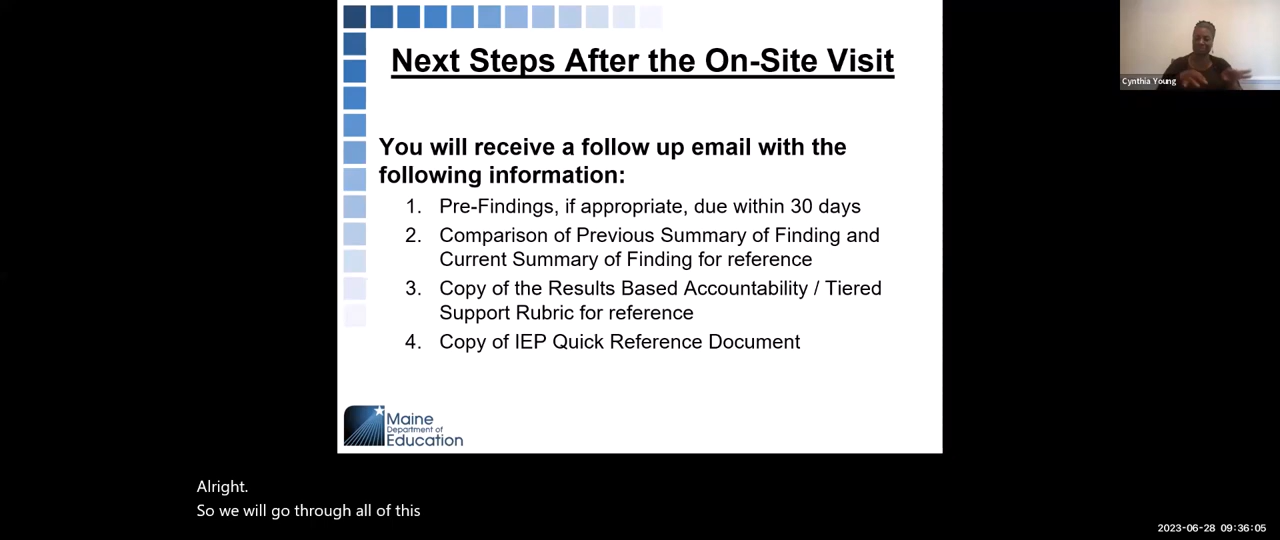 Next Steps After the On-Site Visit
Cynthia Young
You will receive a follow up email with the
following information:
1. Pre-Findings, if appropriate, due within 30 days
2. Comparison of Previous Summary of Finding and
Current Summary of Finding for reference
3. Copy of the Results Based Accountability / Tiered
Support Rubric for reference
4. Copy of IEP Quick Reference Document
Maine
Department of
Education
Alright.
So we will go through all of this
2023-06-28 09:36:05